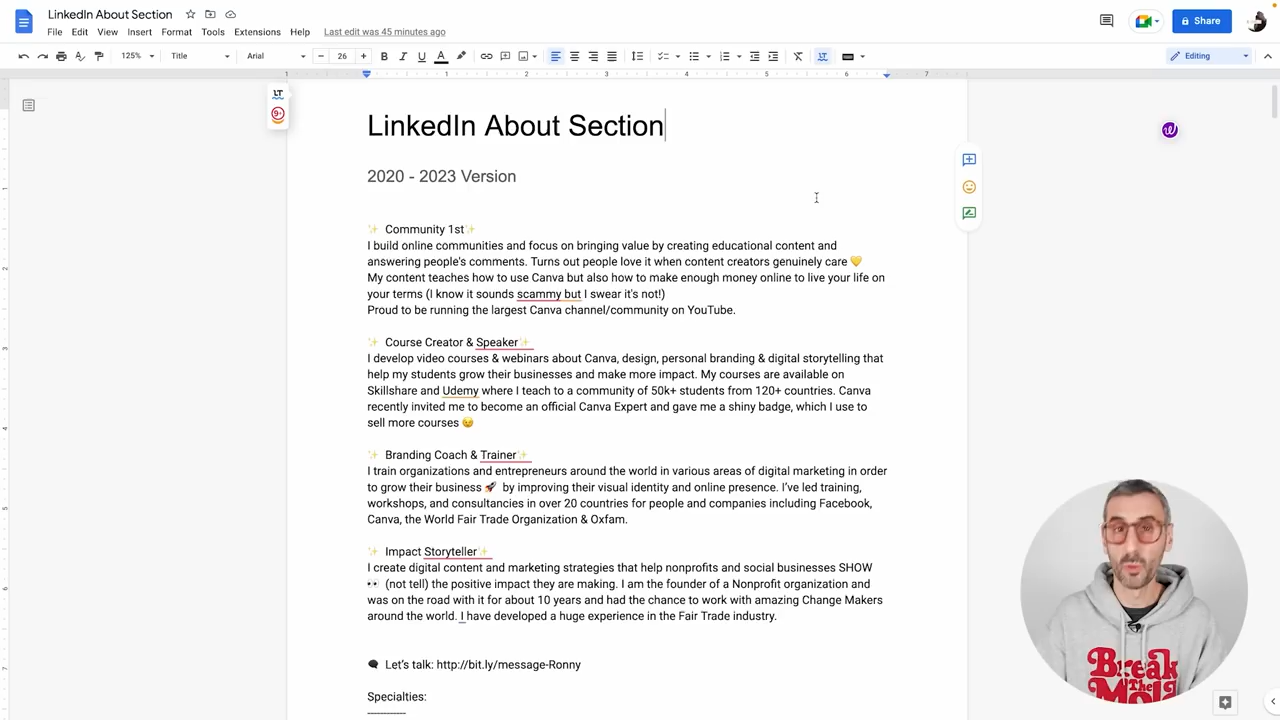 LinkedIn About Section
File Edit View Insert Format Tools Extensions Help Last edit was 45 minutes ago
Share
125% Title Arial 26 B I U A Editing
1 1 2 3 4 5 6 7
LT
9+
LinkedIn About Section
2020 - 2023 Version
✨ Community 1st✨
I build online communities and focus on bringing value by creating educational content and
answering people's comments. Turns out people love it when content creators genuinely care 💛
My content teaches how to use Canva but also how to make enough money online to live your life on
your terms (I know it sounds scammy but I swear it's not!)
Proud to be running the largest Canva channel/community on YouTube.
✨ Course Creator & Speaker✨
I develop video courses & webinars about Canva, design, personal branding & digital storytelling that
help my students grow their businesses and make more impact. My courses are available on
Skillshare and Udemy where I teach to a community of 50k+ students from 120+ countries. Canva
recently invited me to become an official Canva Expert and gave me a shiny badge, which I use to
sell more courses 😉
✨ Branding Coach & Trainer✨
I train organizations and entrepreneurs around the world in various areas of digital marketing in order
to grow their business 🚀 by improving their visual identity and online presence. I've led training,
workshops, and consultancies in over 20 countries for people and companies including Facebook,
Canva, the World Fair Trade Organization & Oxfam.
✨ Impact Storyteller✨
I create digital content and marketing strategies that help nonprofits and social businesses SHOW
👀 (not tell) the positive impact they are making. I am the founder of a Nonprofit organization and
was on the road with it for about 10 years and had the chance to work with amazing Change Makers
around the world. I have developed a huge experience in the Fair Trade industry.
🗨 Let's talk: http://bit.ly/message-Ronny
Specialties:
------------
Break
The
Mold